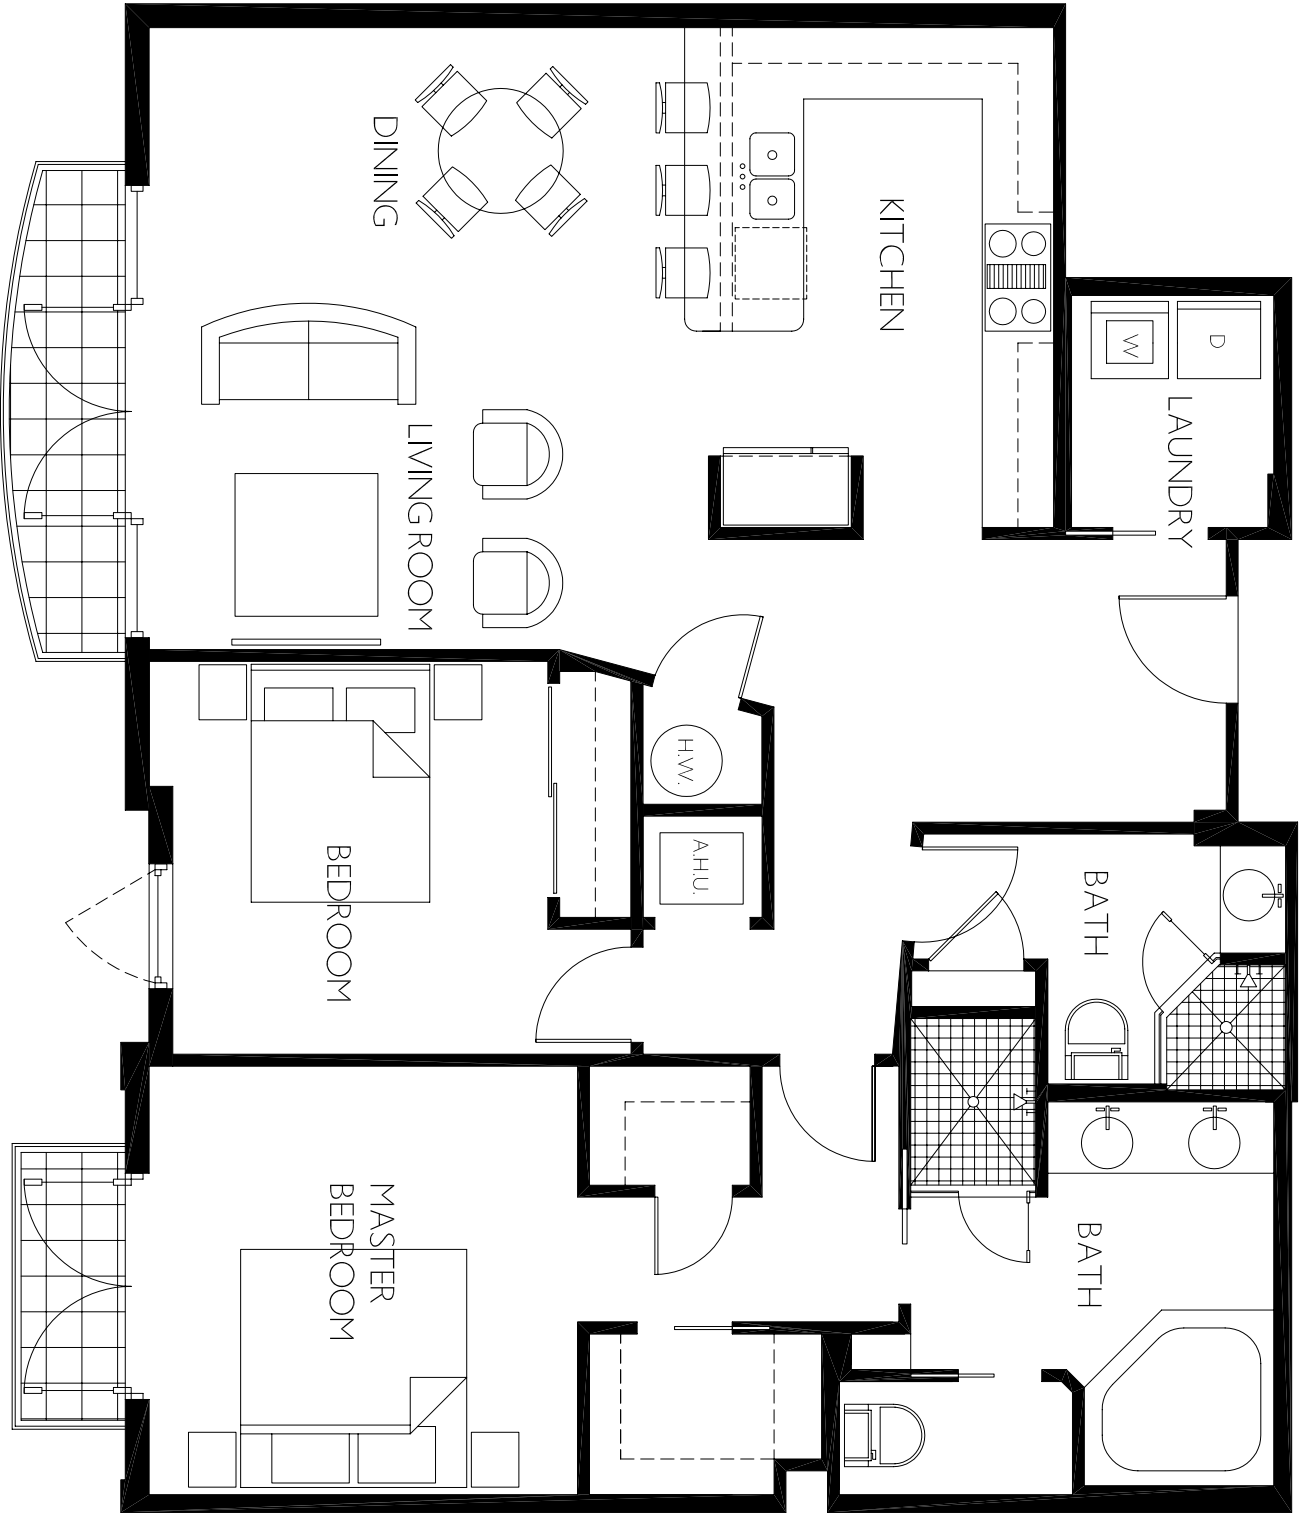 DINING
KITCHEN
W
D
LAUNDRY
LIVING ROOM
H.W.
A.H.U.
BEDROOM
BATH
MASTER
BEDROOM
BATH